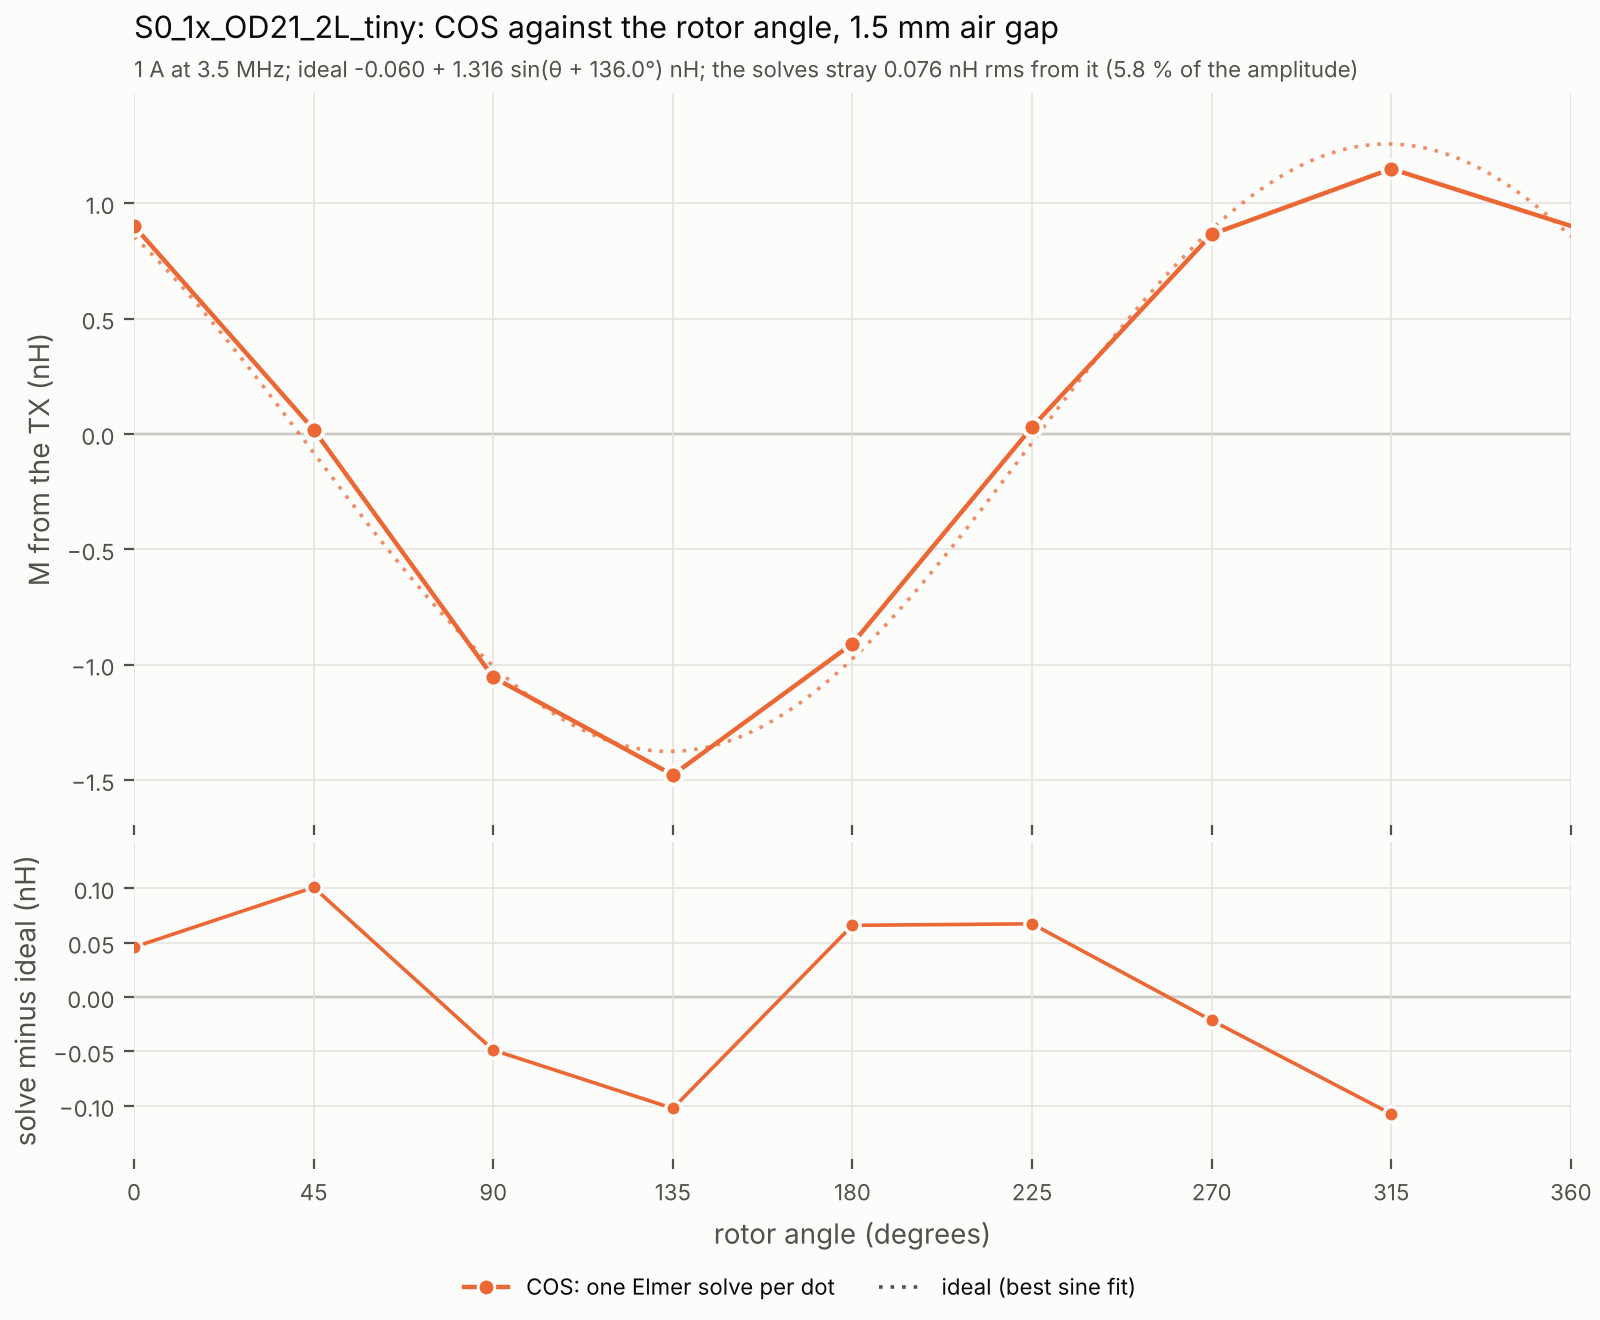 S0_1x_OD21_2L_tiny: COS against the rotor angle, 1.5 mm air gap
1 A at 3.5 MHz; ideal -0.060 + 1.316 sin(θ + 136.0°) nH; the solves stray 0.076 nH rms from it (5.8 % of the amplitude)
M from the TX (nH)
1.0
0.5
0.0
−0.5
−1.0
−1.5
solve minus ideal (nH)
0.10
0.05
0.00
−0.05
−0.10
0 45 90 135 180 225 270 315 360
rotor angle (degrees)
COS: one Elmer solve per dot
ideal (best sine fit)